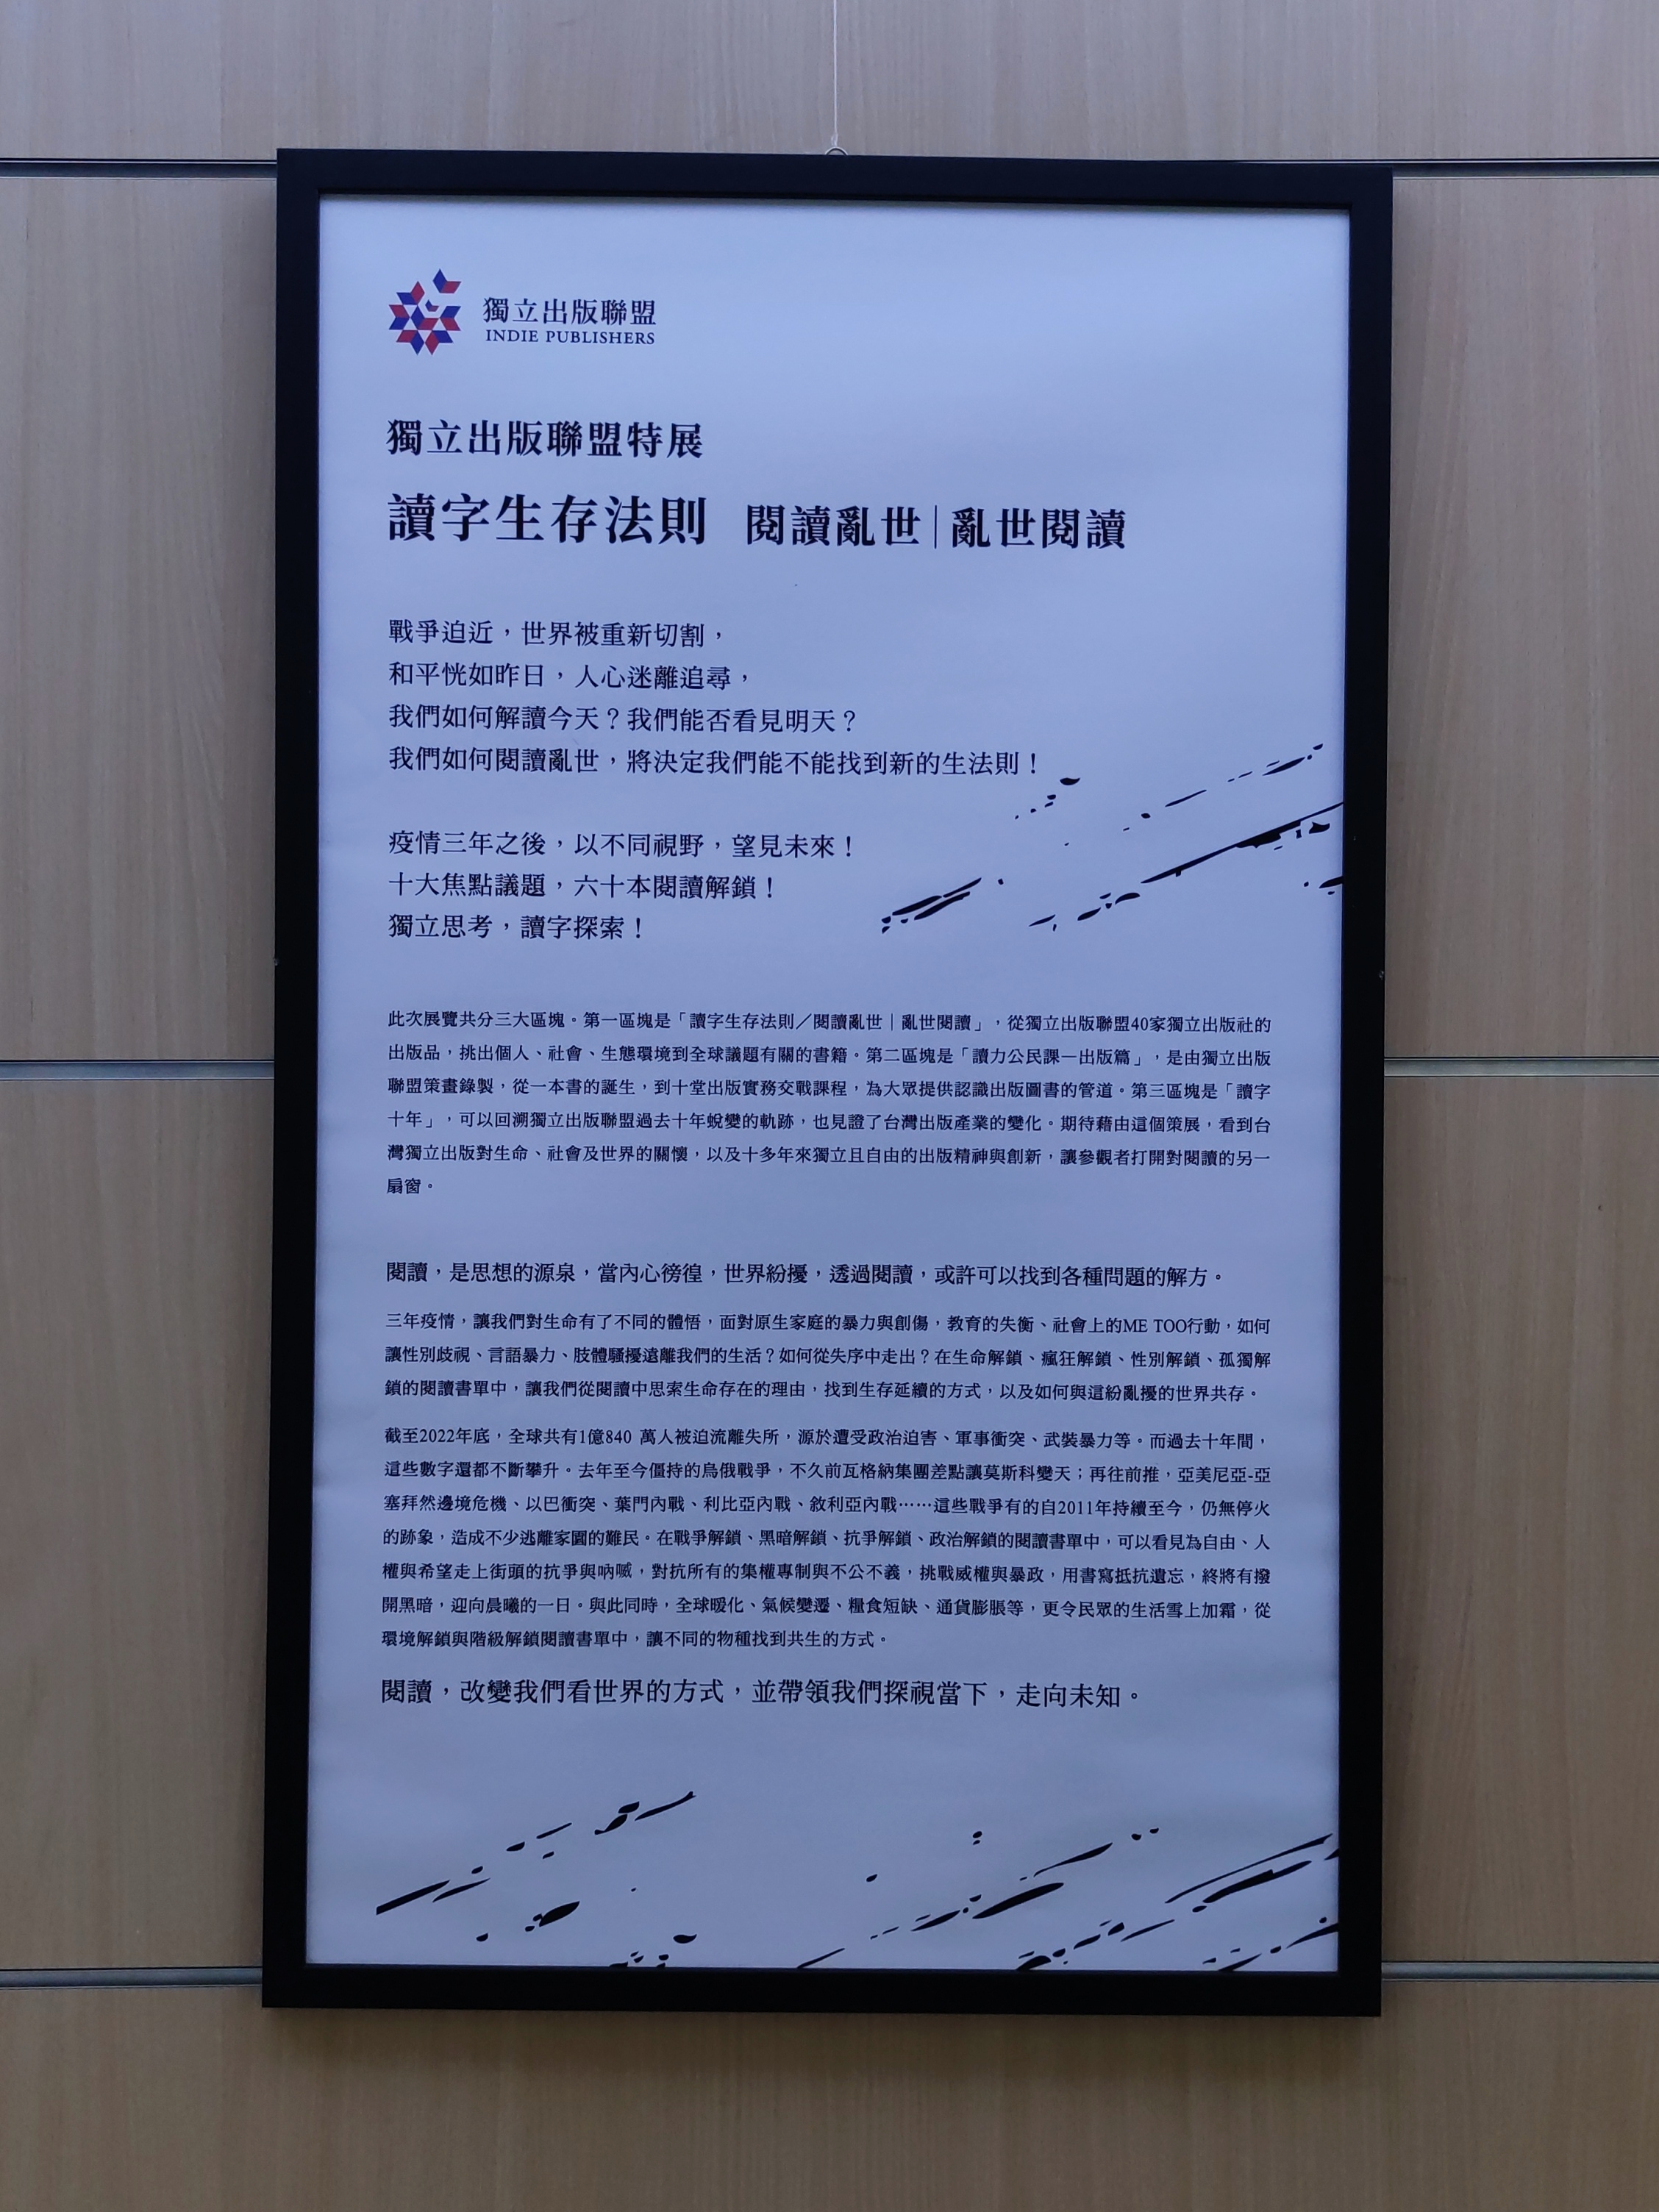 獨立出版聯盟
INDIE PUBLISHERS
獨立出版聯盟特展
讀字生存法則 閱讀亂世｜亂世閱讀
戰爭迫近，世界被重新切割，
和平恍如昨日，人心迷離追尋，
我們如何解讀今天？我們能否看見明天？
我們如何閱讀亂世，將決定我們能不能找到新的生法則！
疫情三年之後，以不同視野，望見未來！
十大焦點議題，六十本閱讀解鎖！
獨立思考，讀字探索！
此次展覽共分三大區塊。第一區塊是「讀字生存法則／閱讀亂世｜亂世閱讀」，從獨立出版聯盟40家獨立出版社的
出版品，挑出個人、社會、生態環境到全球議題有關的書籍。第二區塊是「讀力公民課—出版篇」，是由獨立出版
聯盟策畫錄製，從一本書的誕生，到十堂出版實務交戰課程，為大眾提供認識出版圖書的管道。第三區塊是「讀字
十年」，可以回溯獨立出版聯盟過去十年蛻變的軌跡，也見證了台灣出版產業的變化。期待藉由這個策展，看到台
灣獨立出版對生命、社會及世界的關懷，以及十多年來獨立且自由的出版精神與創新，讓參觀者打開對閱讀的另一
扇窗。
閱讀，是思想的源泉，當內心徬徨，世界紛擾，透過閱讀，或許可以找到各種問題的解方。
三年疫情，讓我們對生命有了不同的體悟，面對原生家庭的暴力與創傷，教育的失衡、社會上的ME TOO行動，如何
讓性別歧視、言語暴力、肢體騷擾遠離我們的生活？如何從失序中走出？在生命解鎖、瘋狂解鎖、性別解鎖、孤獨解
鎖的閱讀書單中，讓我們從閱讀中思索生命存在的理由，找到生存延續的方式，以及如何與這紛亂擾的世界共存。
截至2022年底，全球共有1億840 萬人被迫流離失所，源於遭受政治迫害、軍事衝突、武裝暴力等。而過去十年間，
這些數字還都不斷攀升。去年至今僵持的烏俄戰爭，不久前瓦格納集團差點讓莫斯科變天；再往前推，亞美尼亞-亞
塞拜然邊境危機、以巴衝突、葉門內戰、利比亞內戰、敘利亞內戰……這些戰爭有的自2011年持續至今，仍無停火
的跡象，造成不少逃離家園的難民。在戰爭解鎖、黑暗解鎖、抗爭解鎖、政治解鎖的閱讀書單中，可以看見為自由、人
權與希望走上街頭的抗爭與吶喊，對抗所有的集權專制與不公不義，挑戰威權與暴政，用書寫抵抗遺忘，終將有撥
開黑暗，迎向晨曦的一日。與此同時，全球暖化、氣候變遷、糧食短缺、通貨膨脹等，更令民眾的生活雪上加霜，從
環境解鎖與階級解鎖閱讀書單中，讓不同的物種找到共生的方式。
閱讀，改變我們看世界的方式，並帶領我們探視當下，走向未知。